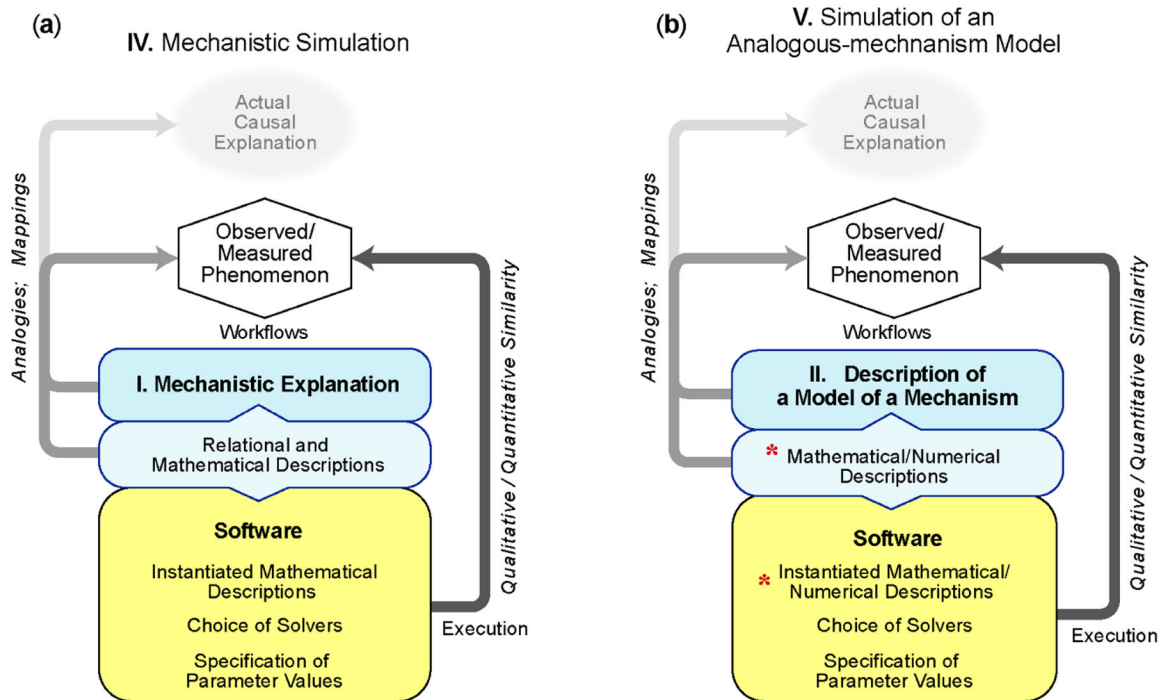 (a)
IV. Mechanistic Simulation
Actual
Causal
Explanation
Observed/
Measured
Phenomenon
Workflows
I. Mechanistic Explanation
Relational and
Mathematical Descriptions
Software
Instantiated Mathematical
Descriptions
Choice of Solvers
Specification of
Parameter Values
Execution
Analogies; Mappings
Qualitative / Quantitative Similarity
(b)
V. Simulation of an
Analogous-mechnanism Model
Actual
Causal
Explanation
Observed/
Measured
Phenomenon
Workflows
II. Description of
a Model of a Mechanism
* Mathematical/Numerical
Descriptions
Software
* Instantiated Mathematical/
Numerical Descriptions
Choice of Solvers
Specification of
Parameter Values
Execution
Analogies; Mappings
Qualitative / Quantitative Similarity